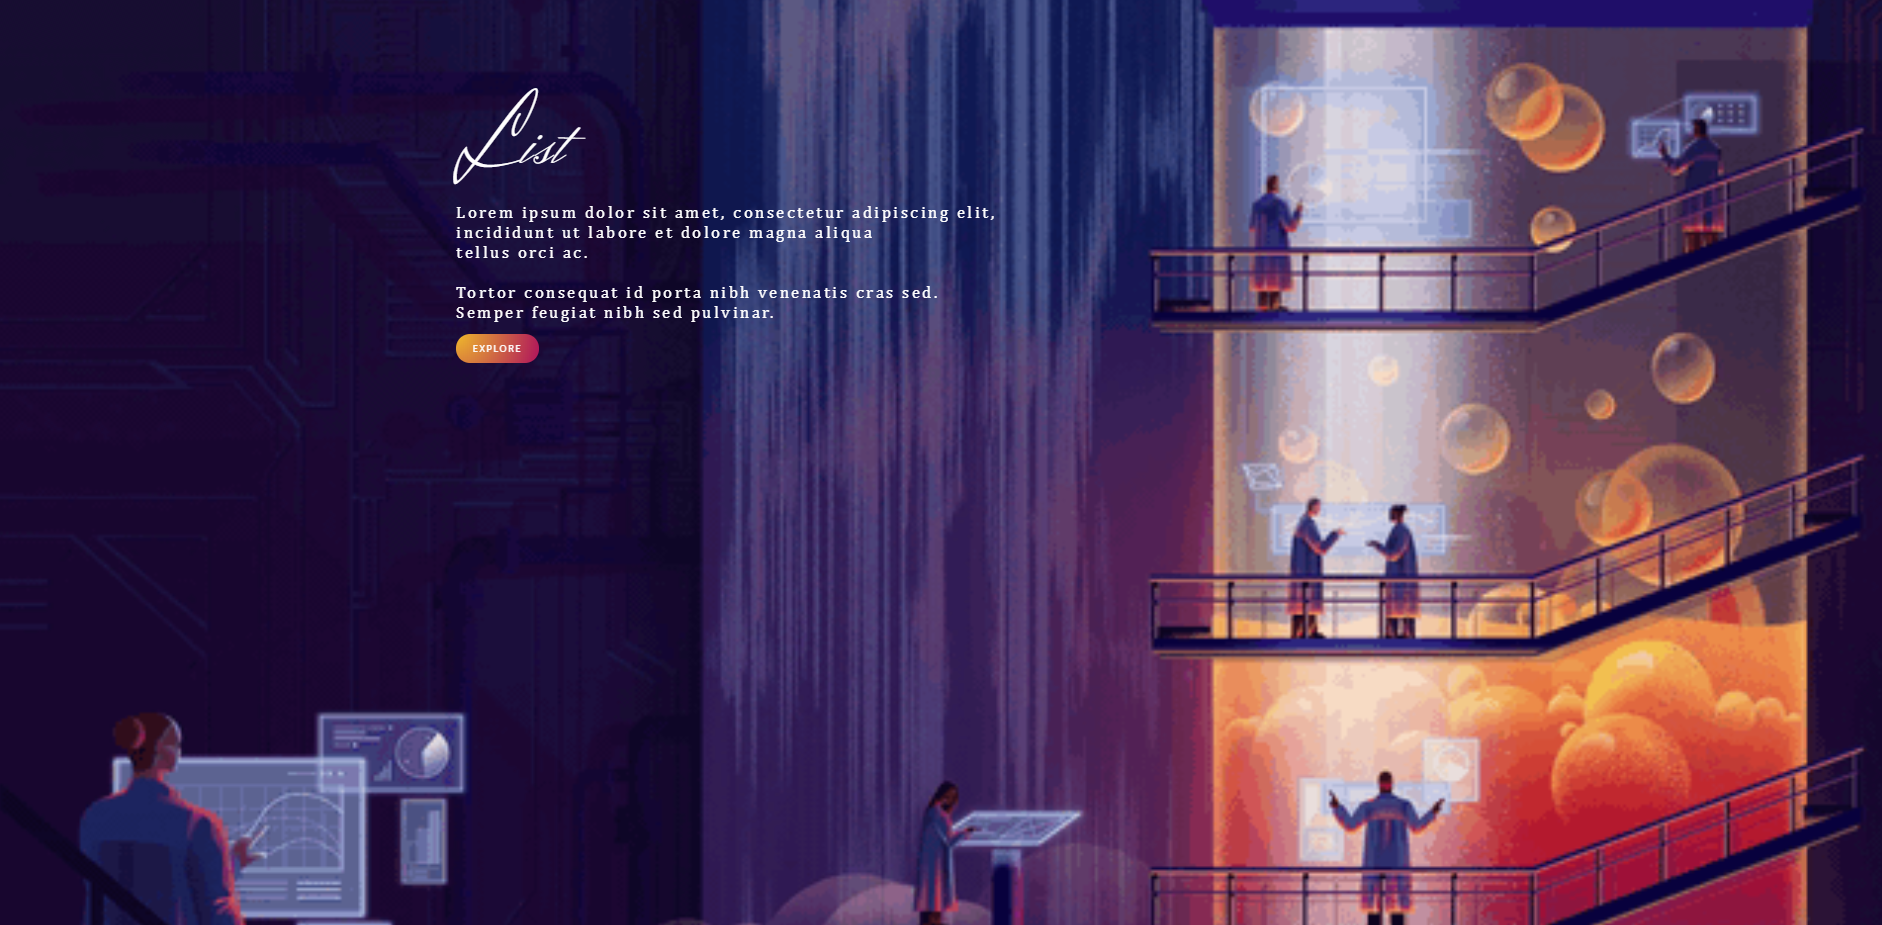 List
Lorem ipsum dolor sit amet, consectetur adipiscing elit,
incididunt ut labore et dolore magna aliqua
tellus orci ac.
Tortor consequat id porta nibh venenatis cras sed.
Semper feugiat nibh sed pulvinar.
EXPLORE